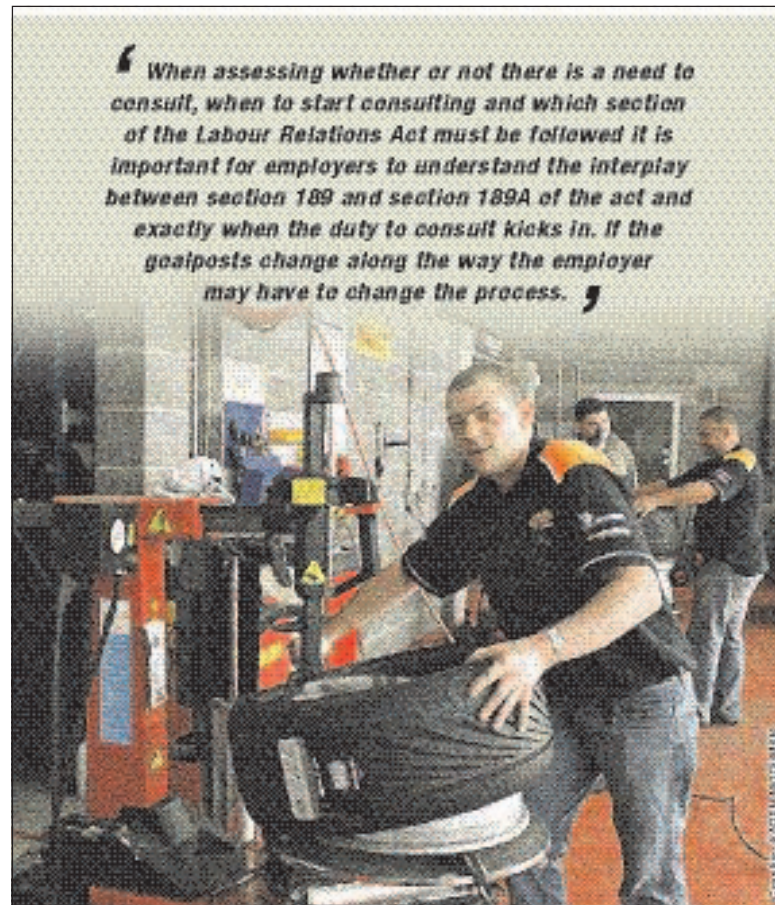 ‘ When assessing whether or not there is a need to
consult, when to start consulting and which section
of the Labour Relations Act must be followed it is
important for employers to understand the interplay
between section 189 and section 189A of the act and
exactly when the duty to consult kicks in. If the
goalposts change along the way the employer
may have to change the process. ’